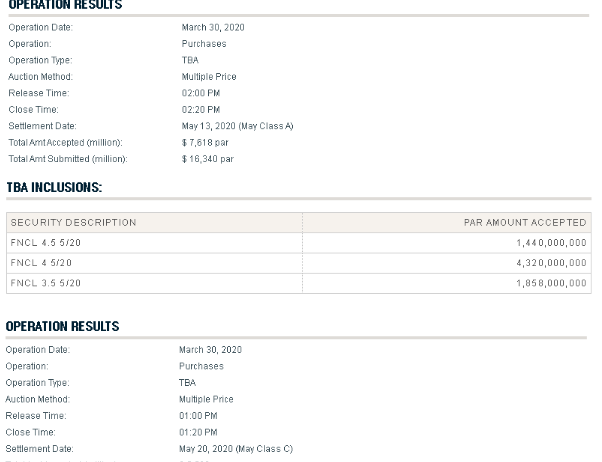 OPERATION RESULTS
Operation Date: March 30, 2020
Operation: Purchases
Operation Type: TBA
Auction Method: Multiple Price
Release Time: 02:00 PM
Close Time: 02:20 PM
Settlement Date: May 13, 2020 (May Class A)
Total Amt Accepted (million): $ 7,618 par
Total Amt Submitted (million): $ 16,340 par
TBA INCLUSIONS:
SECURITY DESCRIPTION PAR AMOUNT ACCEPTED
FNCL 4.5 5/20 1,440,000,000
FNCL 4 5/20 4,320,000,000
FNCL 3.5 5/20 1,858,000,000
OPERATION RESULTS
Operation Date: March 30, 2020
Operation: Purchases
Operation Type: TBA
Auction Method: Multiple Price
Release Time: 01:00 PM
Close Time: 01:20 PM
Settlement Date: May 20, 2020 (May Class C)